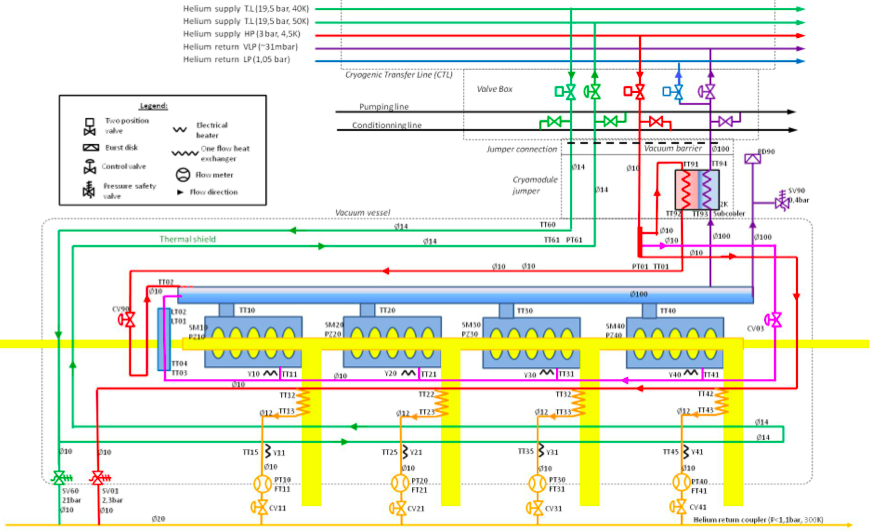 Helium supply T.L (19,5 bar, 40K)
Helium supply T.L (19,5 bar, 50K)
Helium supply HP (3 bar, 4,5K)
Helium return VLP (~31mbar)
Helium return LP (1,05 bar)
Cryogenic Transfer Line (CTL)
Valve Box
Pumping line
Conditionning line
Legend:
Two position valve
Electrical heater
Burst disk
One flow heat exchanger
Control valve
Flow meter
Pressure safety valve
Flow direction
Jumper connection
Vacuum barrier
Ø100
BD90
Cryomodule jumper
Ø14
Ø10
TT91
TT94
SV90
0,4bar
Ø14
2K
Subcooler
TT92
TT93
Vacuum vessel
Ø14
TT60
Ø10
Ø100
Ø100
Thermal shield
Ø14
TT61
PT61
Ø10
Ø10
Ø10
Ø10
PT01
TT01
TT02
Ø10
Ø100
CV90
LT02
LT01
TT10
TT20
TT30
TT40
CV03
SM10
PZ10
SM20
PZ20
SM30
PZ30
SM40
PZ40
TT04
TT03
Y10
TT11
Ø10
Y20
TT21
Y30
TT31
Y40
TT41
Ø10
TT12
TT22
TT32
TT42
Ø12
TT13
Ø12
TT23
Ø12
TT33
Ø12
TT43
Ø14
Ø14
Ø10
Ø10
TT15
Y11
TT25
Y21
TT35
Y31
TT45
Y41
Ø10
Ø10
Ø10
Ø10
SV60
21bar
Ø10
SV01
2,3bar
Ø10
PT10
FT11
PT20
FT21
PT30
FT31
PT40
FT41
CV11
CV21
CV31
CV41
Ø20
Helium return coupler (P=1,1bar, 300K)